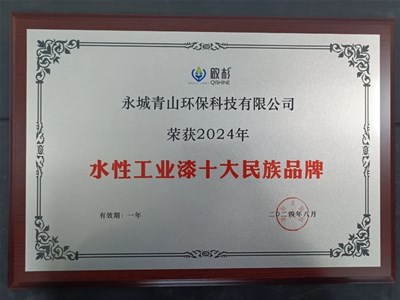 啟杉
QISHINE
永城青山环保科技有限公司
荣获2024年
水性工业漆十大民族品牌
有效期：一年
二〇二四年八月